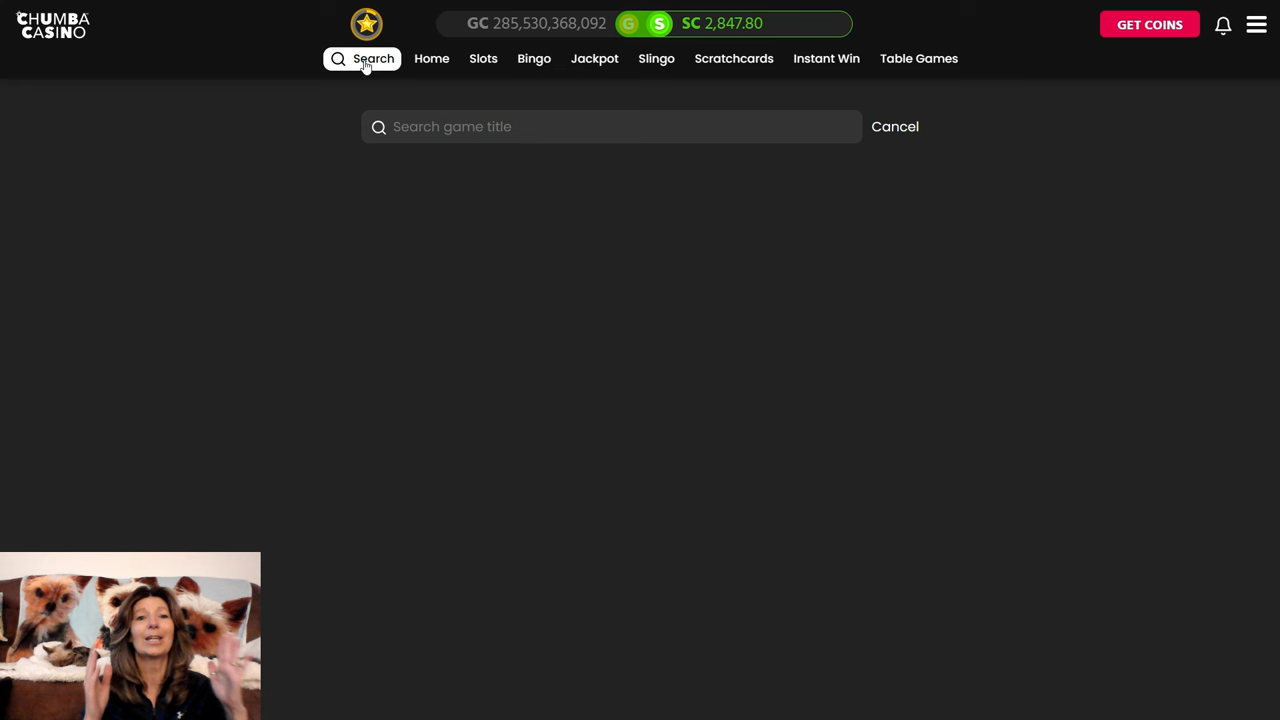 CHUMBA CASINO
GC 285,530,368,092 G S SC 2,847.80
GET COINS
Search Home Slots Bingo Jackpot Slingo Scratchcards Instant Win Table Games
Search game title Cancel